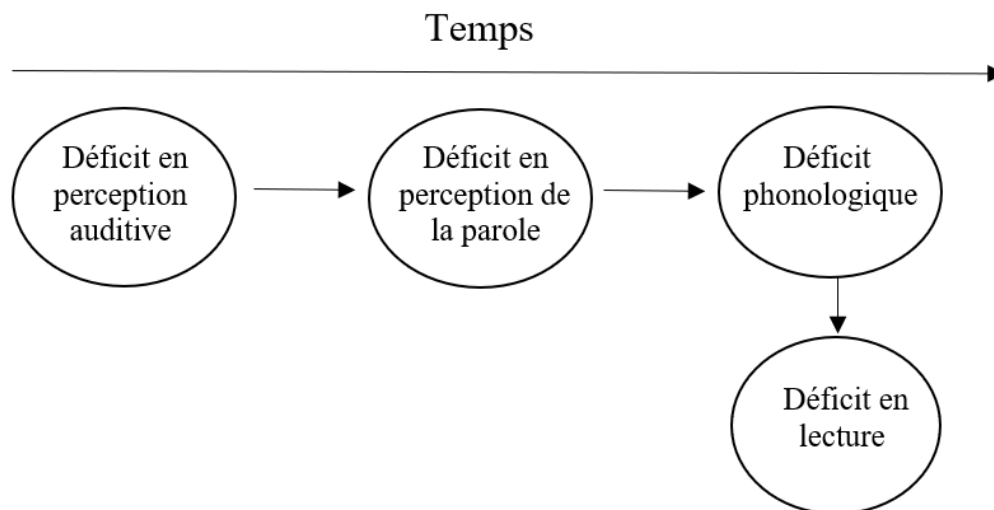 Temps
Déficit en
perception
auditive
Déficit en
perception de
la parole
Déficit
phonologique
Déficit en
lecture